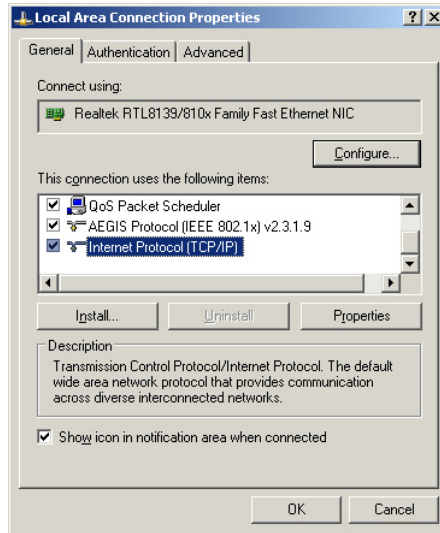 Local Area Connection Properties
General Authentication Advanced
Connect using:
Realtek RTL8139/810x Family Fast Ethernet NIC
Configure...
This connection uses the following items:
QoS Packet Scheduler
AEGIS Protocol (IEEE 802.1x) v2.3.1.9
Internet Protocol (TCP/IP)
Install... Uninstall Properties
Description
Transmission Control Protocol/Internet Protocol. The default
wide area network protocol that provides communication
across diverse interconnected networks.
Show icon in notification area when connected
OK Cancel